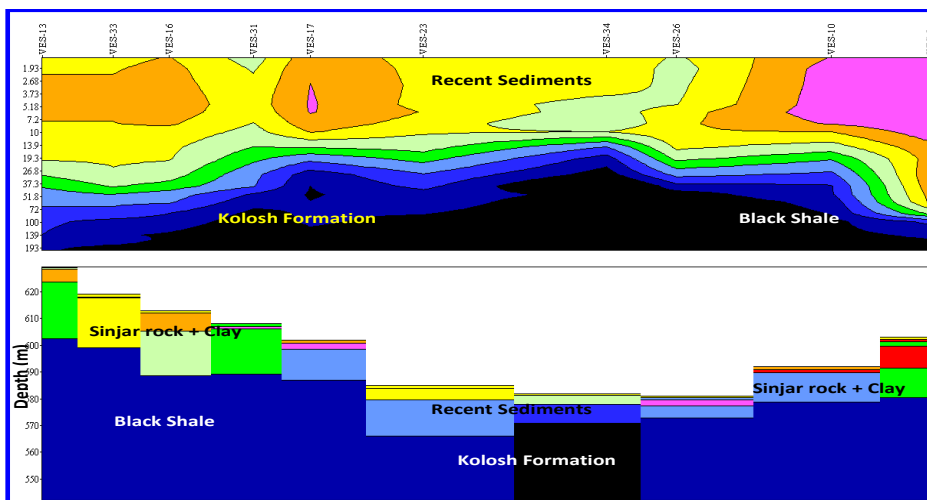 VES-13
VES-33
VES-16
VES-31
VES-17
VES-23
VES-34
VES-26
VES-10
1.93
2.68
3.73
5.18
7.2
10
13.9
19.3
26.8
37.3
51.8
72
100
139
193
Recent Sediments
Kolosh Formation
Black Shale
Depth (m)
620
610
600
590
580
570
560
550
Sinjar rock + Clay
Sinjar rock + Clay
Recent Sediments
Black Shale
Kolosh Formation